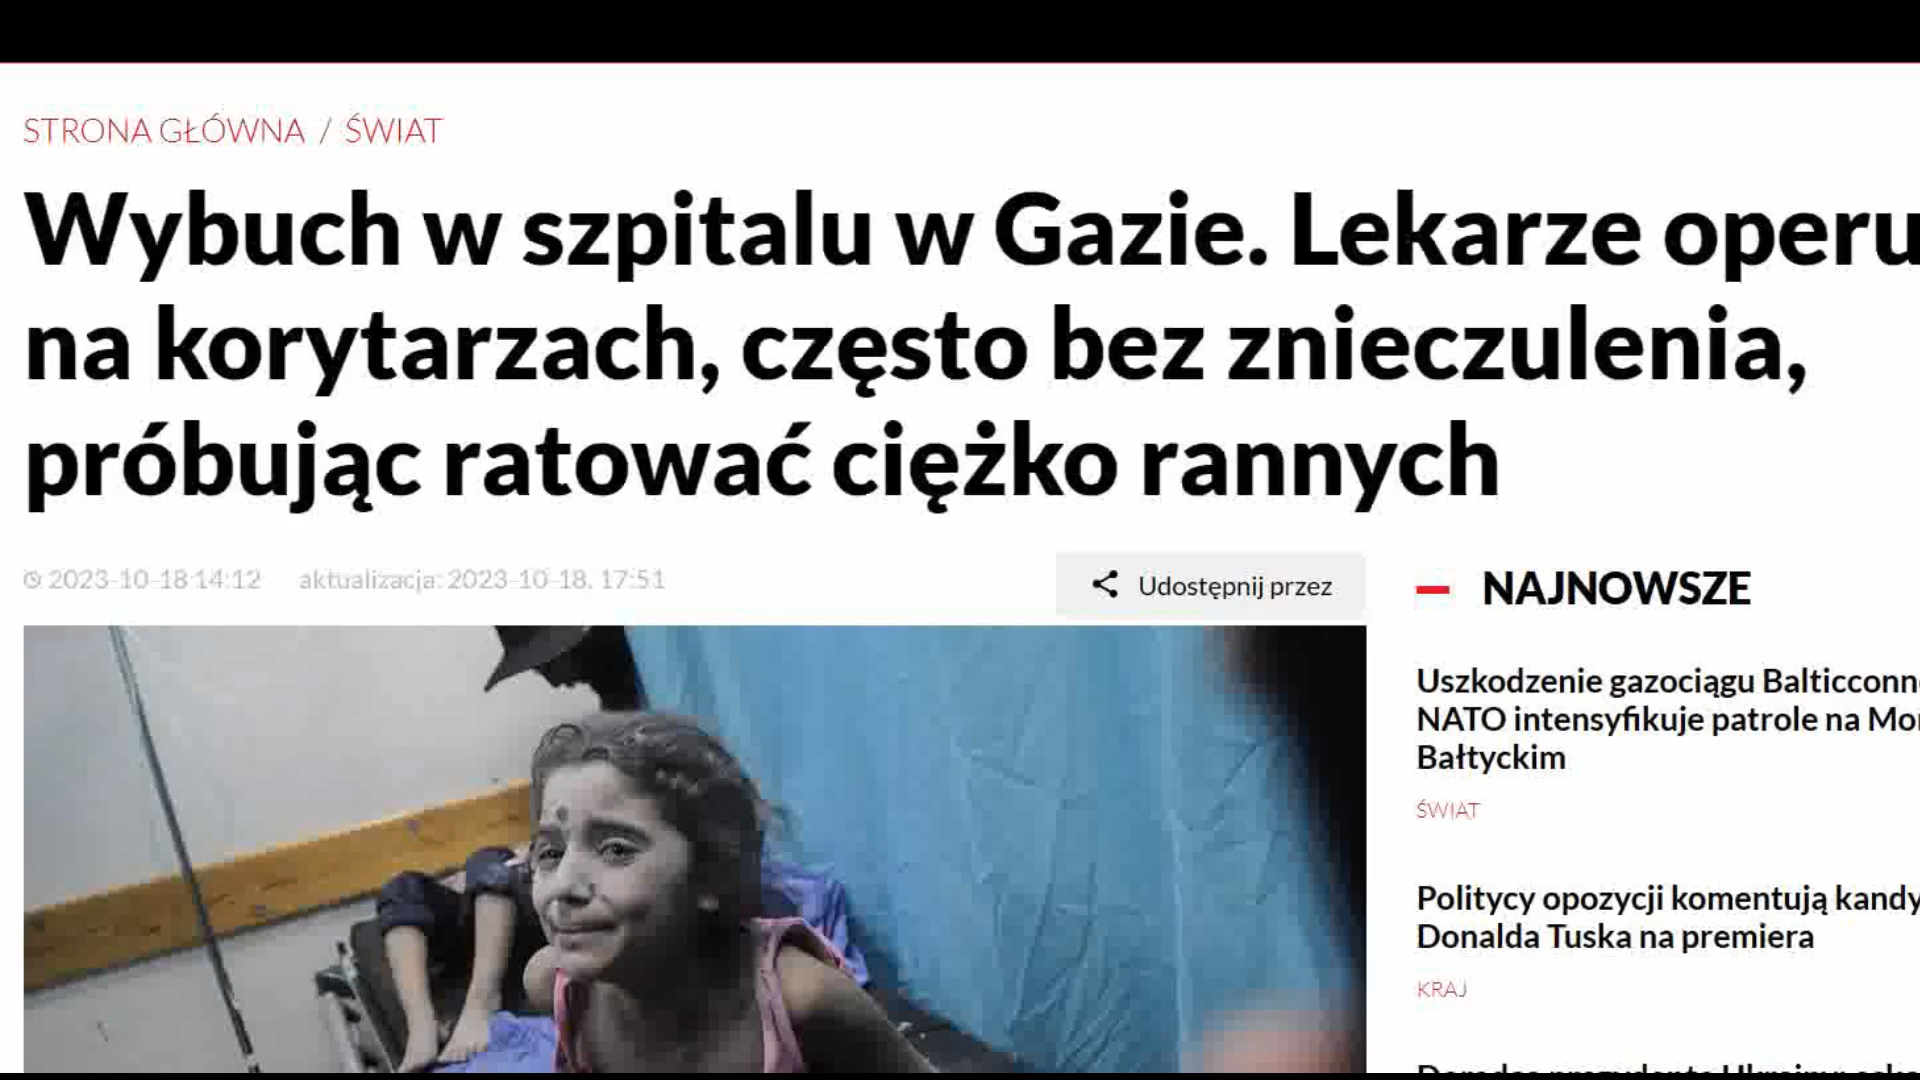 STRONA GŁÓWNA / ŚWIAT
Wybuch w szpitalu w Gazie. Lekarze operu
na korytarzach, często bez znieczulenia,
próbując ratować ciężko rannych
2023-10-18 14:12 aktualizacja: 2023-10-18, 17:51
Udostępnij przez
NAJNOWSZE
Uszkodzenie gazociągu Balticconn
NATO intensyfikuje patrole na Mor
Bałtyckim
ŚWIAT
Politycy opozycji komentują kandy
Donalda Tuska na premiera
KRAJ